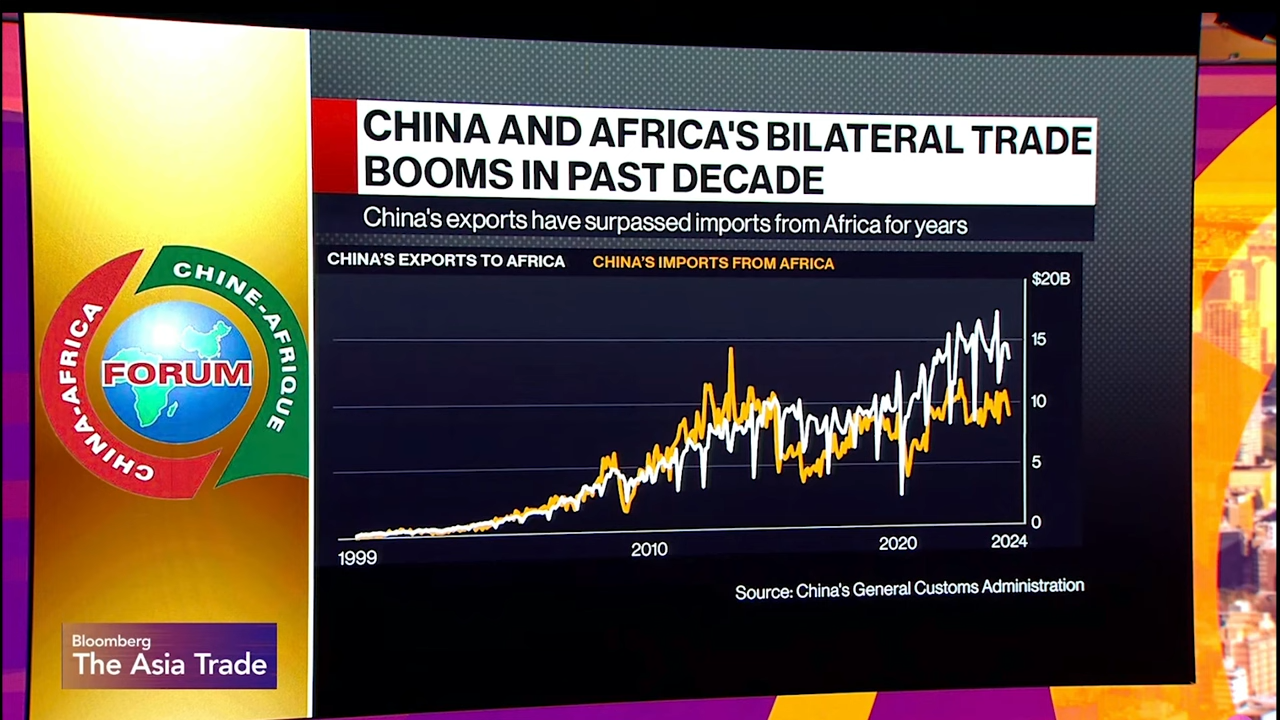 CHINA AND AFRICA'S BILATERAL TRADE
BOOMS IN PAST DECADE
China's exports have surpassed imports from Africa for years
CHINA'S EXPORTS TO AFRICA
CHINA'S IMPORTS FROM AFRICA
$20B
15
10
5
0
1999
2010
2020
2024
Source: China's General Customs Administration
CHINE-AFRIQUE
CHINA-AFRICA
FORUM
Bloomberg
The Asia Trade